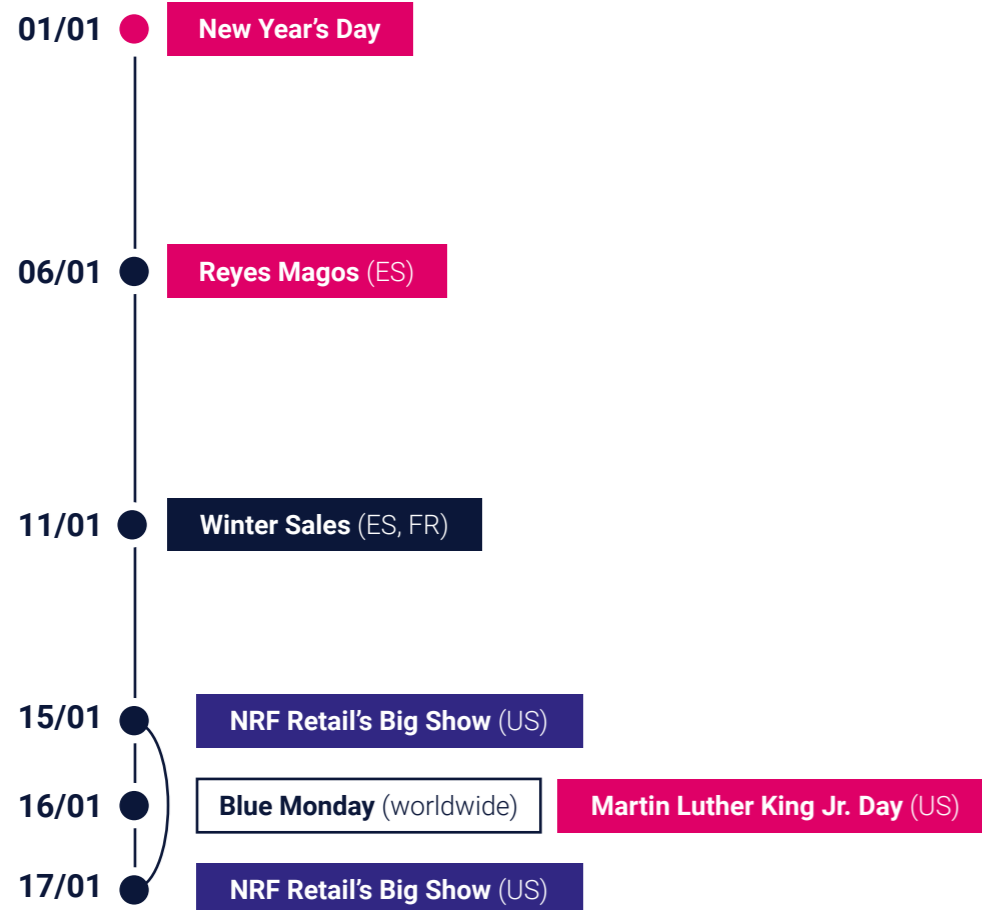 01/01 New Year’s Day
06/01 Reyes Magos (ES)
11/01 Winter Sales (ES, FR)
15/01 NRF Retail’s Big Show (US)
16/01 Blue Monday (worldwide) Martin Luther King Jr. Day (US)
17/01 NRF Retail’s Big Show (US)